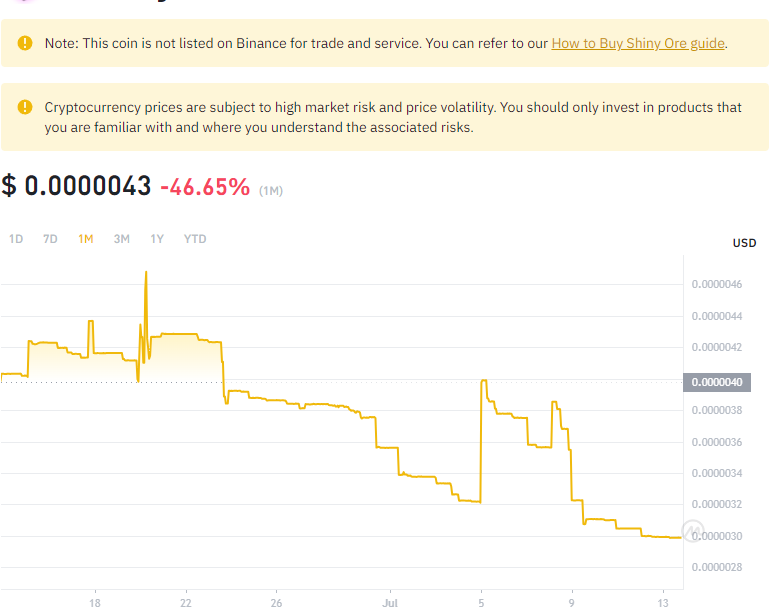 Note: This coin is not listed on Binance for trade and service. You can refer to our How to Buy Shiny Ore guide.
Cryptocurrency prices are subject to high market risk and price volatility. You should only invest in products that
you are familiar with and where you understand the associated risks.
$ 0.0000043 -46.65% (1M)
1D 7D 1M 3M 1Y YTD
USD
0.0000046
0.0000044
0.0000042
0.0000040
0.0000038
0.0000036
0.0000034
0.0000032
0.0000030
0.0000028
18 22 26 Jul 5 9 13